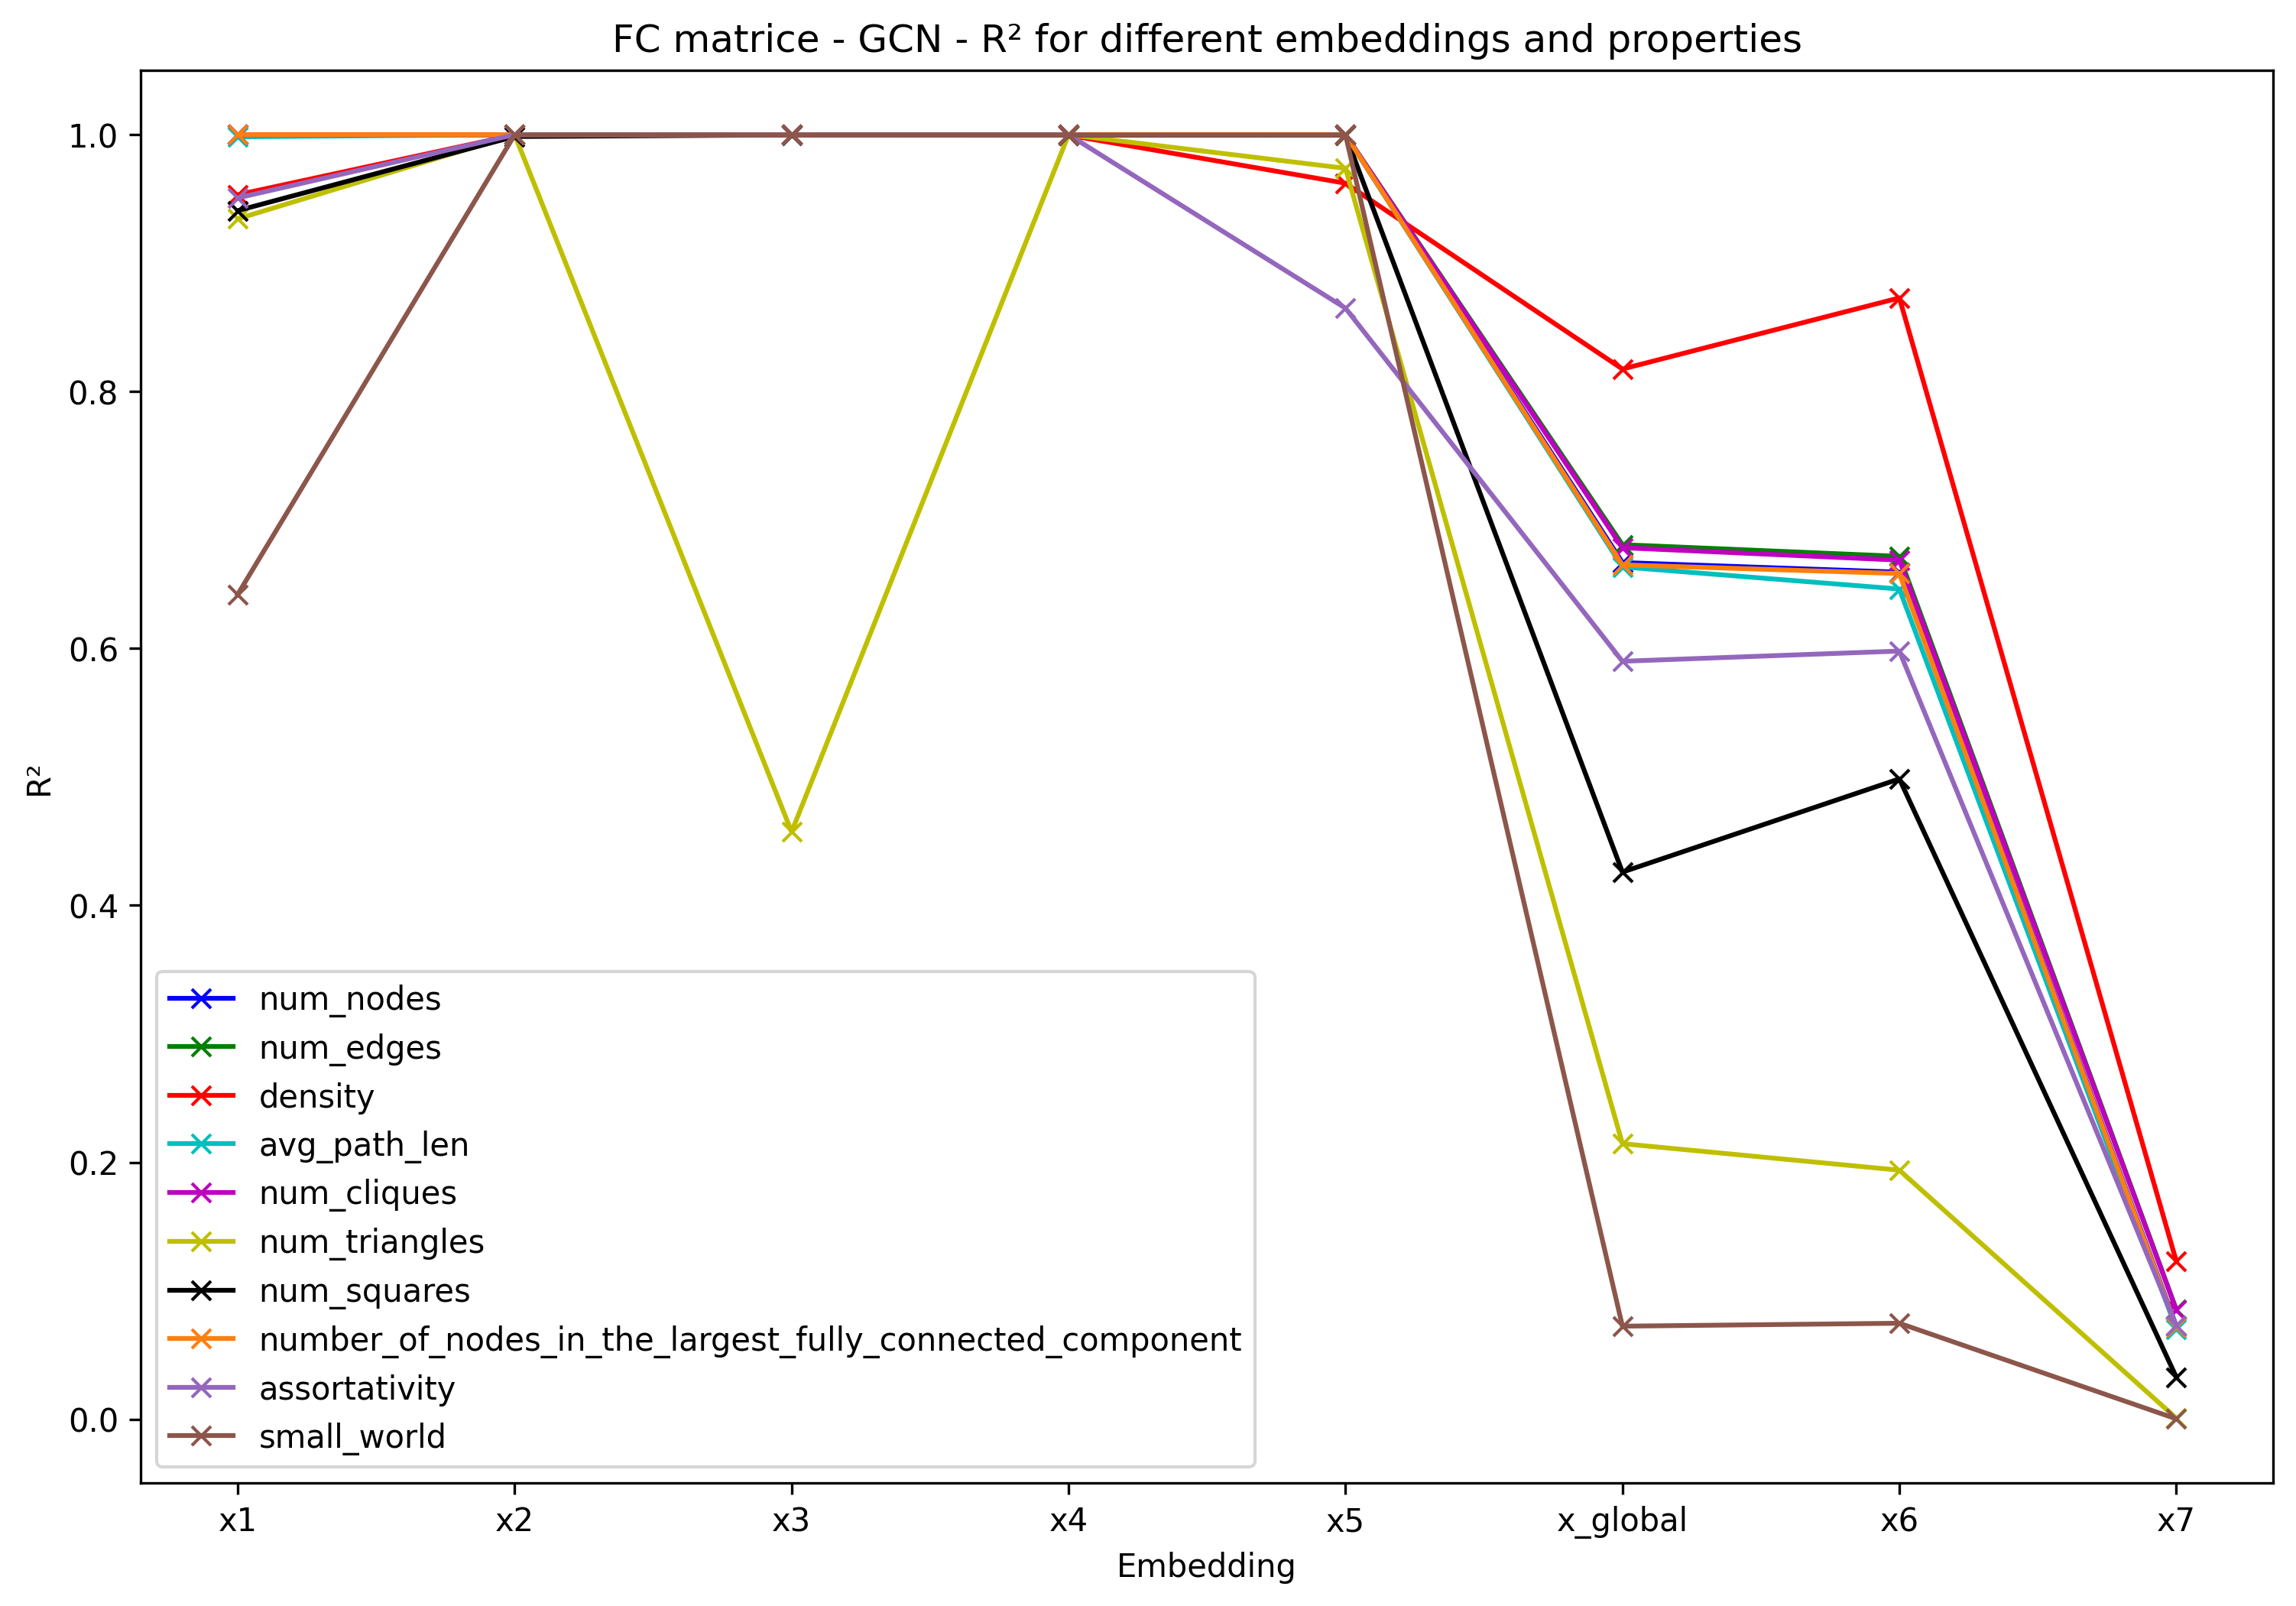 FC matrice - GCN - R² for different embeddings and properties
R²
1.0
0.8
0.6
0.4
0.2
0.0
num_nodes
num_edges
density
avg_path_len
num_cliques
num_triangles
num_squares
number_of_nodes_in_the_largest_fully_connected_component
assortativity
small_world
x1 x2 x3 x4 x5 x_global x6 x7
Embedding